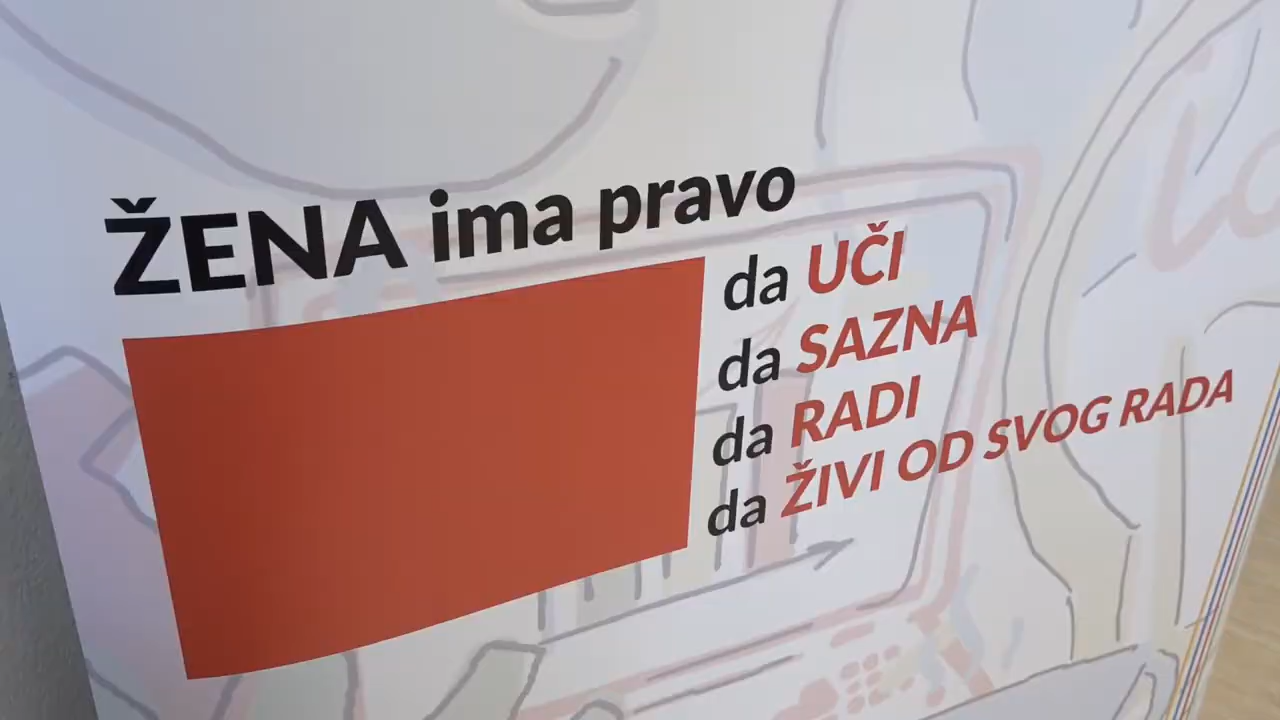 ŽENA ima pravo
da UČI
da SAZNA
da RADI
da ŽIVI OD SVOG RADA